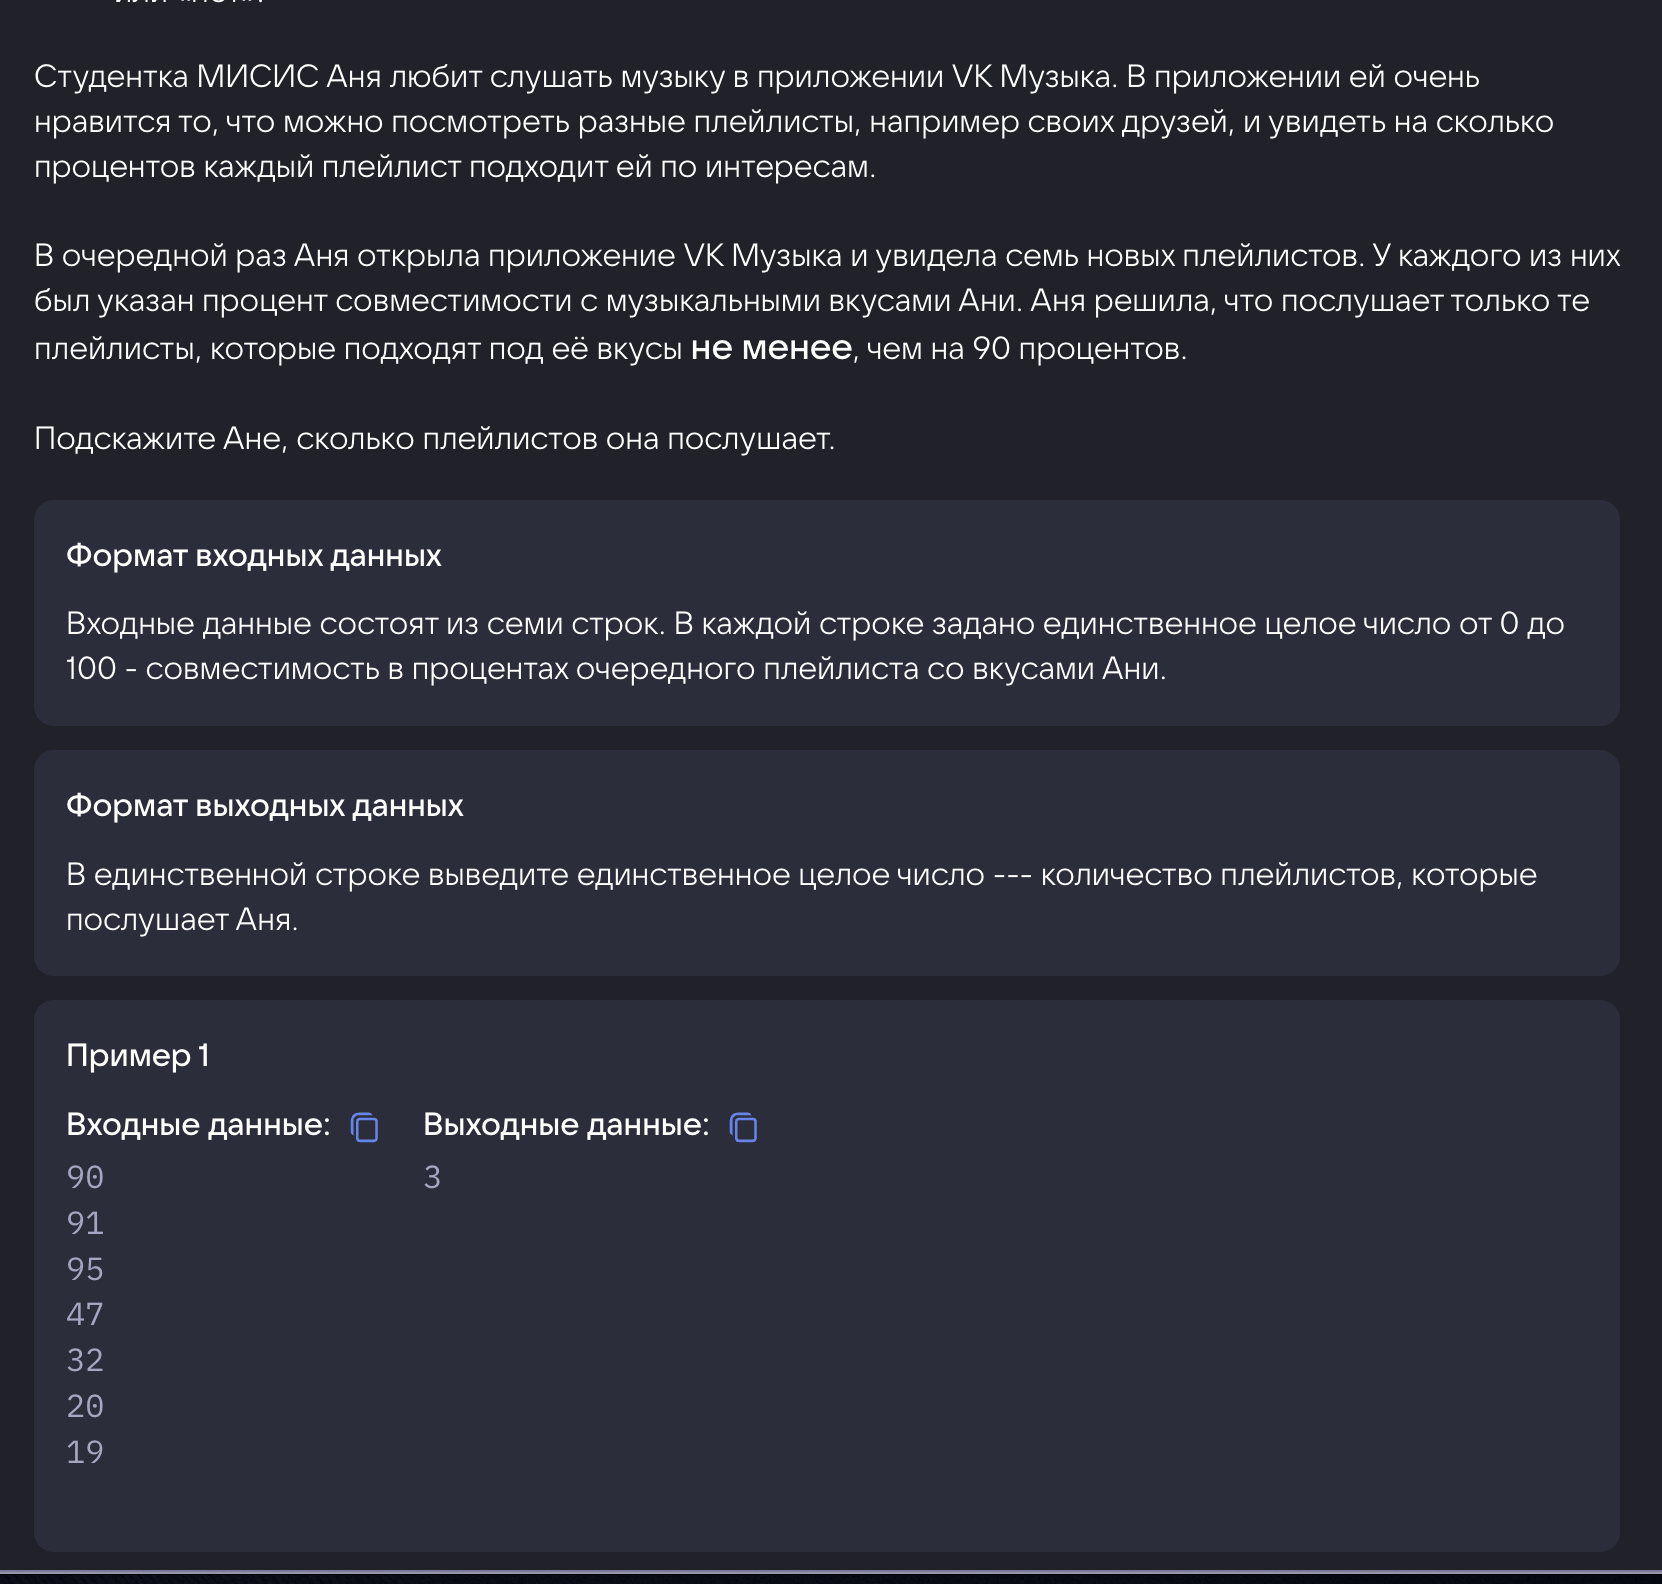 Студентка МИСИС Аня любит слушать музыку в приложении VK Музыка. В приложении ей очень
нравится то, что можно посмотреть разные плейлисты, например своих друзей, и увидеть на сколько
процентов каждый плейлист подходит ей по интересам.
В очередной раз Аня открыла приложение VK Музыка и увидела семь новых плейлистов. У каждого из них
был указан процент совместимости с музыкальными вкусами Ани. Аня решила, что послушает только те
плейлисты, которые подходят под её вкусы не менее, чем на 90 процентов.
Подскажите Ане, сколько плейлистов она послушает.
Формат входных данных
Входные данные состоят из семи строк. В каждой строке задано единственное целое число от 0 до
100 - совместимость в процентах очередного плейлиста со вкусами Ани.
Формат выходных данных
В единственной строке выведите единственное целое число --- количество плейлистов, которые
послушает Аня.
Пример 1
Входные данные: Выходные данные:
90 3
91
95
47
32
20
19